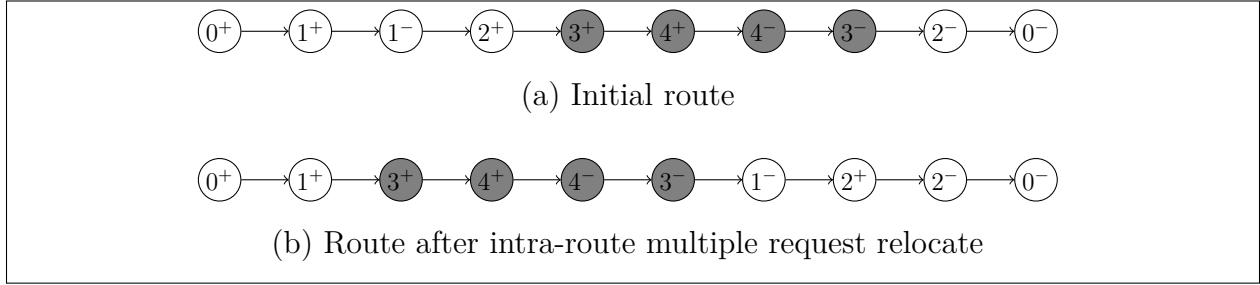 0⁺ 1⁺ 1⁻ 2⁺ 3⁺ 4⁺ 4⁻ 3⁻ 2⁻ 0⁻
(a) Initial route
0⁺ 1⁺ 3⁺ 4⁺ 4⁻ 3⁻ 1⁻ 2⁺ 2⁻ 0⁻
(b) Route after intra-route multiple request relocate